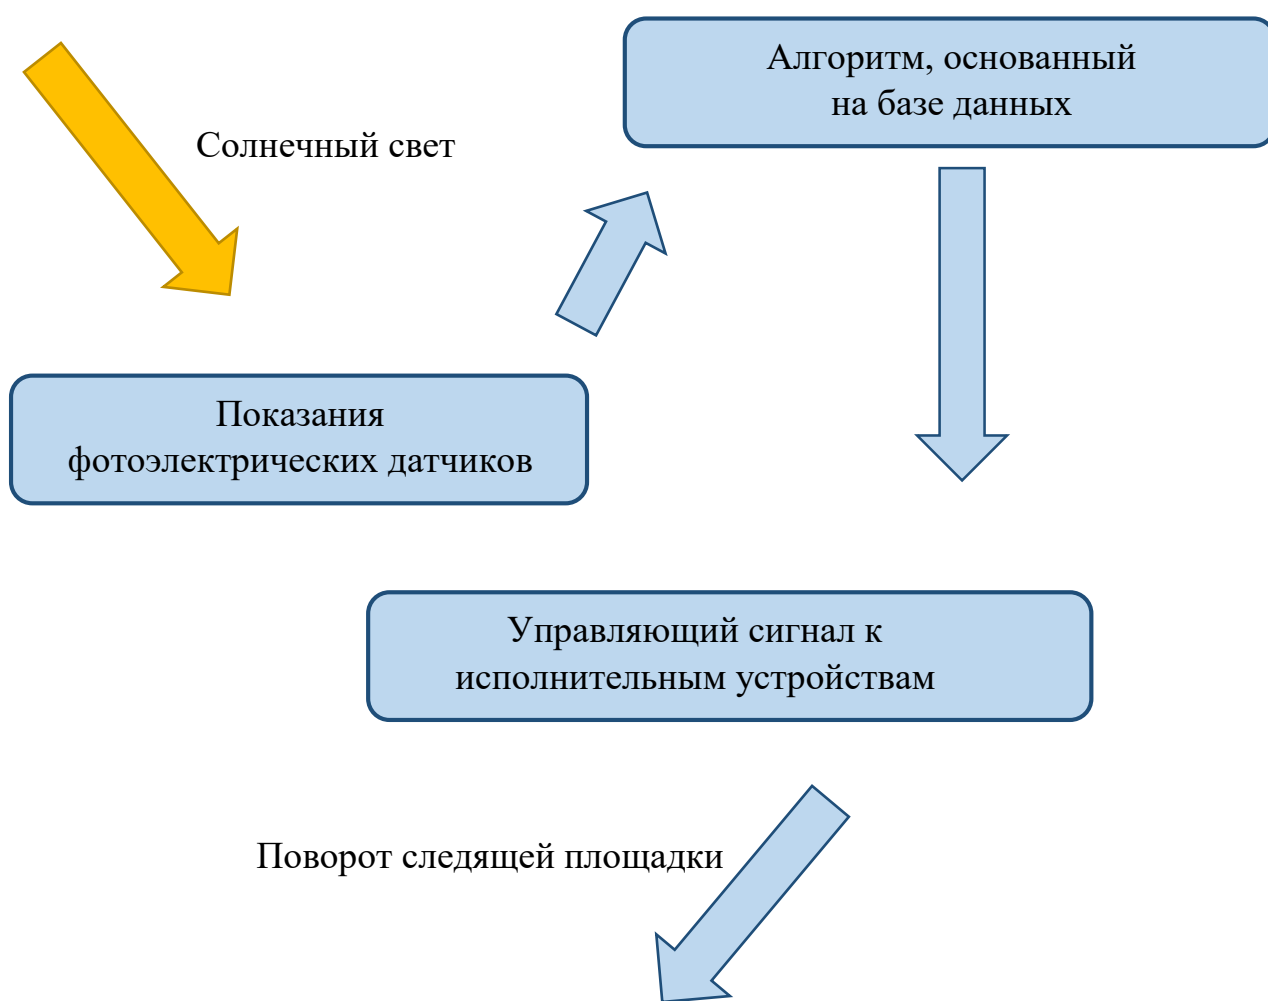 Алгоритм, основанный
на базе данных
Солнечный свет
Показания
фотоэлектрических датчиков
Управляющий сигнал к
исполнительным устройствам
Поворот следящей площадки